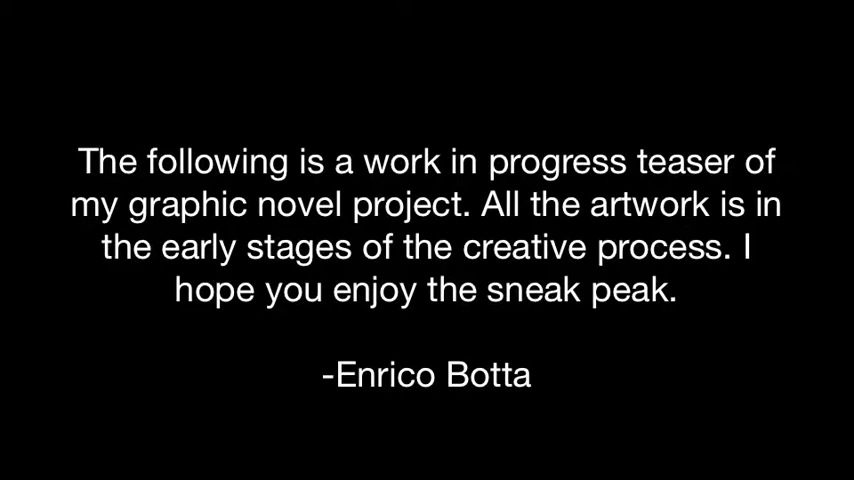 The following is a work in progress teaser of
my graphic novel project. All the artwork is in
the early stages of the creative process. I
hope you enjoy the sneak peak.
-Enrico Botta